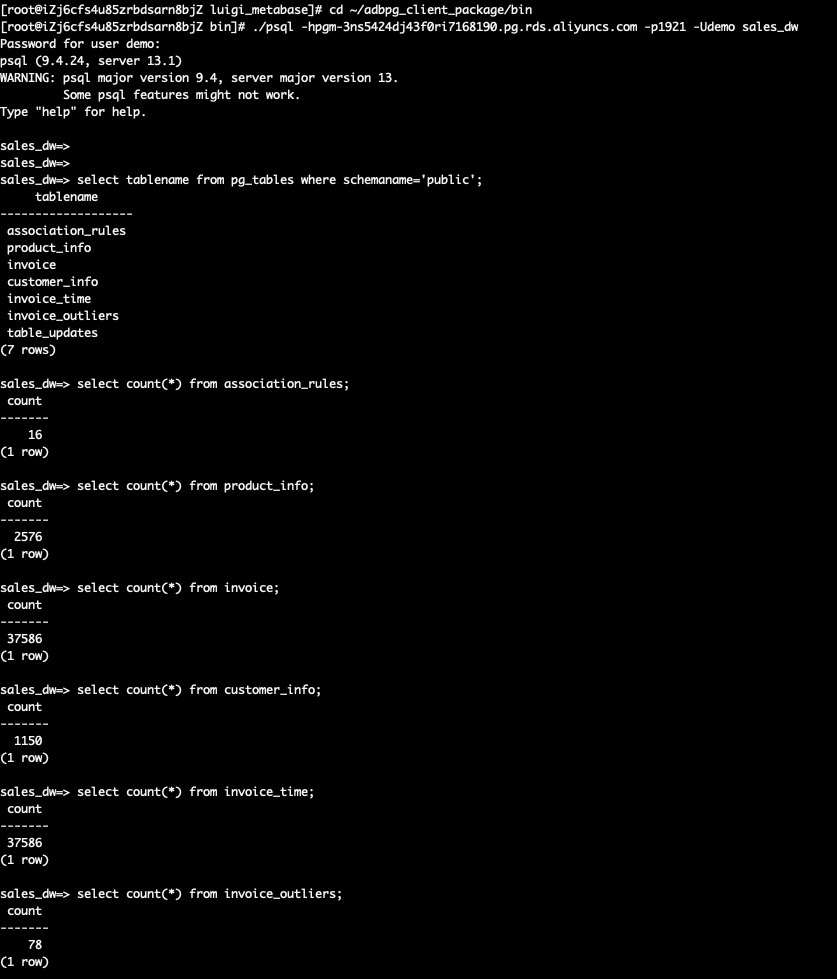 [root@iZj6cfs4u85zrbdsarn8bjZ luigi_metabase]# cd ~/adbpg_client_package/bin
[root@iZj6cfs4u85zrbdsarn8bjZ bin]# ./psql -hpgm-3ns5424dj43f0ri7168190.pg.rds.aliyuncs.com -p1921 -Udemo sales_dw
Password for user demo:
psql (9.4.24, server 13.1)
WARNING: psql major version 9.4, server major version 13.
         Some psql features might not work.
Type "help" for help.

sales_dw=>
sales_dw=>
sales_dw=> select tablename from pg_tables where schemaname='public';
     tablename
-------------------
 association_rules
 product_info
 invoice
 customer_info
 invoice_time
 invoice_outliers
 table_updates
(7 rows)

sales_dw=> select count(*) from association_rules;
 count
-------
    16
(1 row)

sales_dw=> select count(*) from product_info;
 count
-------
  2576
(1 row)

sales_dw=> select count(*) from invoice;
 count
-------
 37586
(1 row)

sales_dw=> select count(*) from customer_info;
 count
-------
  1150
(1 row)

sales_dw=> select count(*) from invoice_time;
 count
-------
 37586
(1 row)

sales_dw=> select count(*) from invoice_outliers;
 count
-------
    78
(1 row)